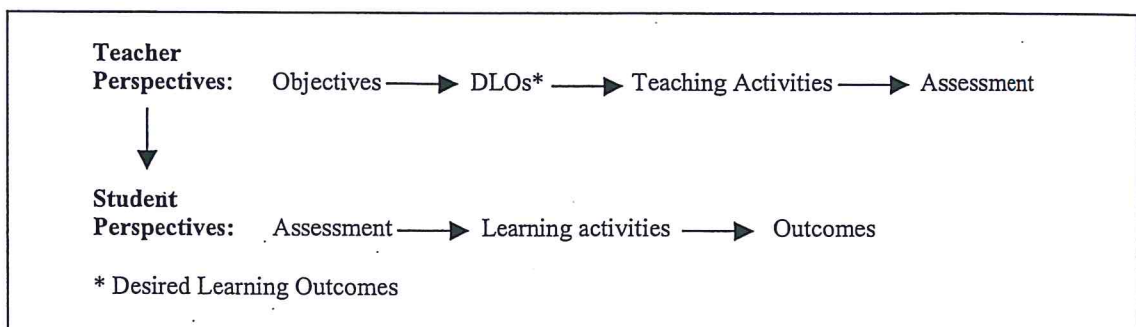 Teacher
Perspectives: Objectives DLOs* Teaching Activities Assessment
Student
Perspectives: Assessment Learning activities Outcomes
* Desired Learning Outcomes